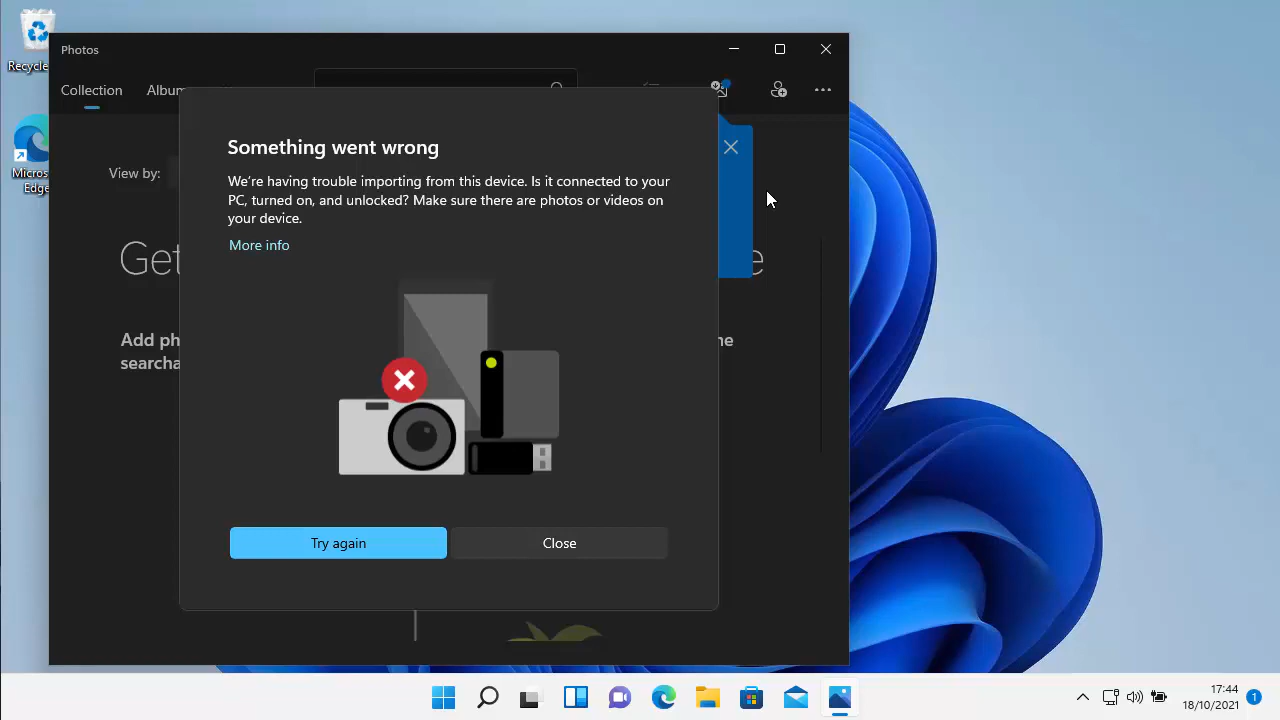 Recycle
Photos
Collection
Album
Something went wrong
We're having trouble importing from this device. Is it connected to your
PC, turned on, and unlocked? Make sure there are photos or videos on
your device.
More info
Micros
Edge
View by:
Get
e
Add ph
ne
searcha
Try again
Close
17:44
18/10/2021
1